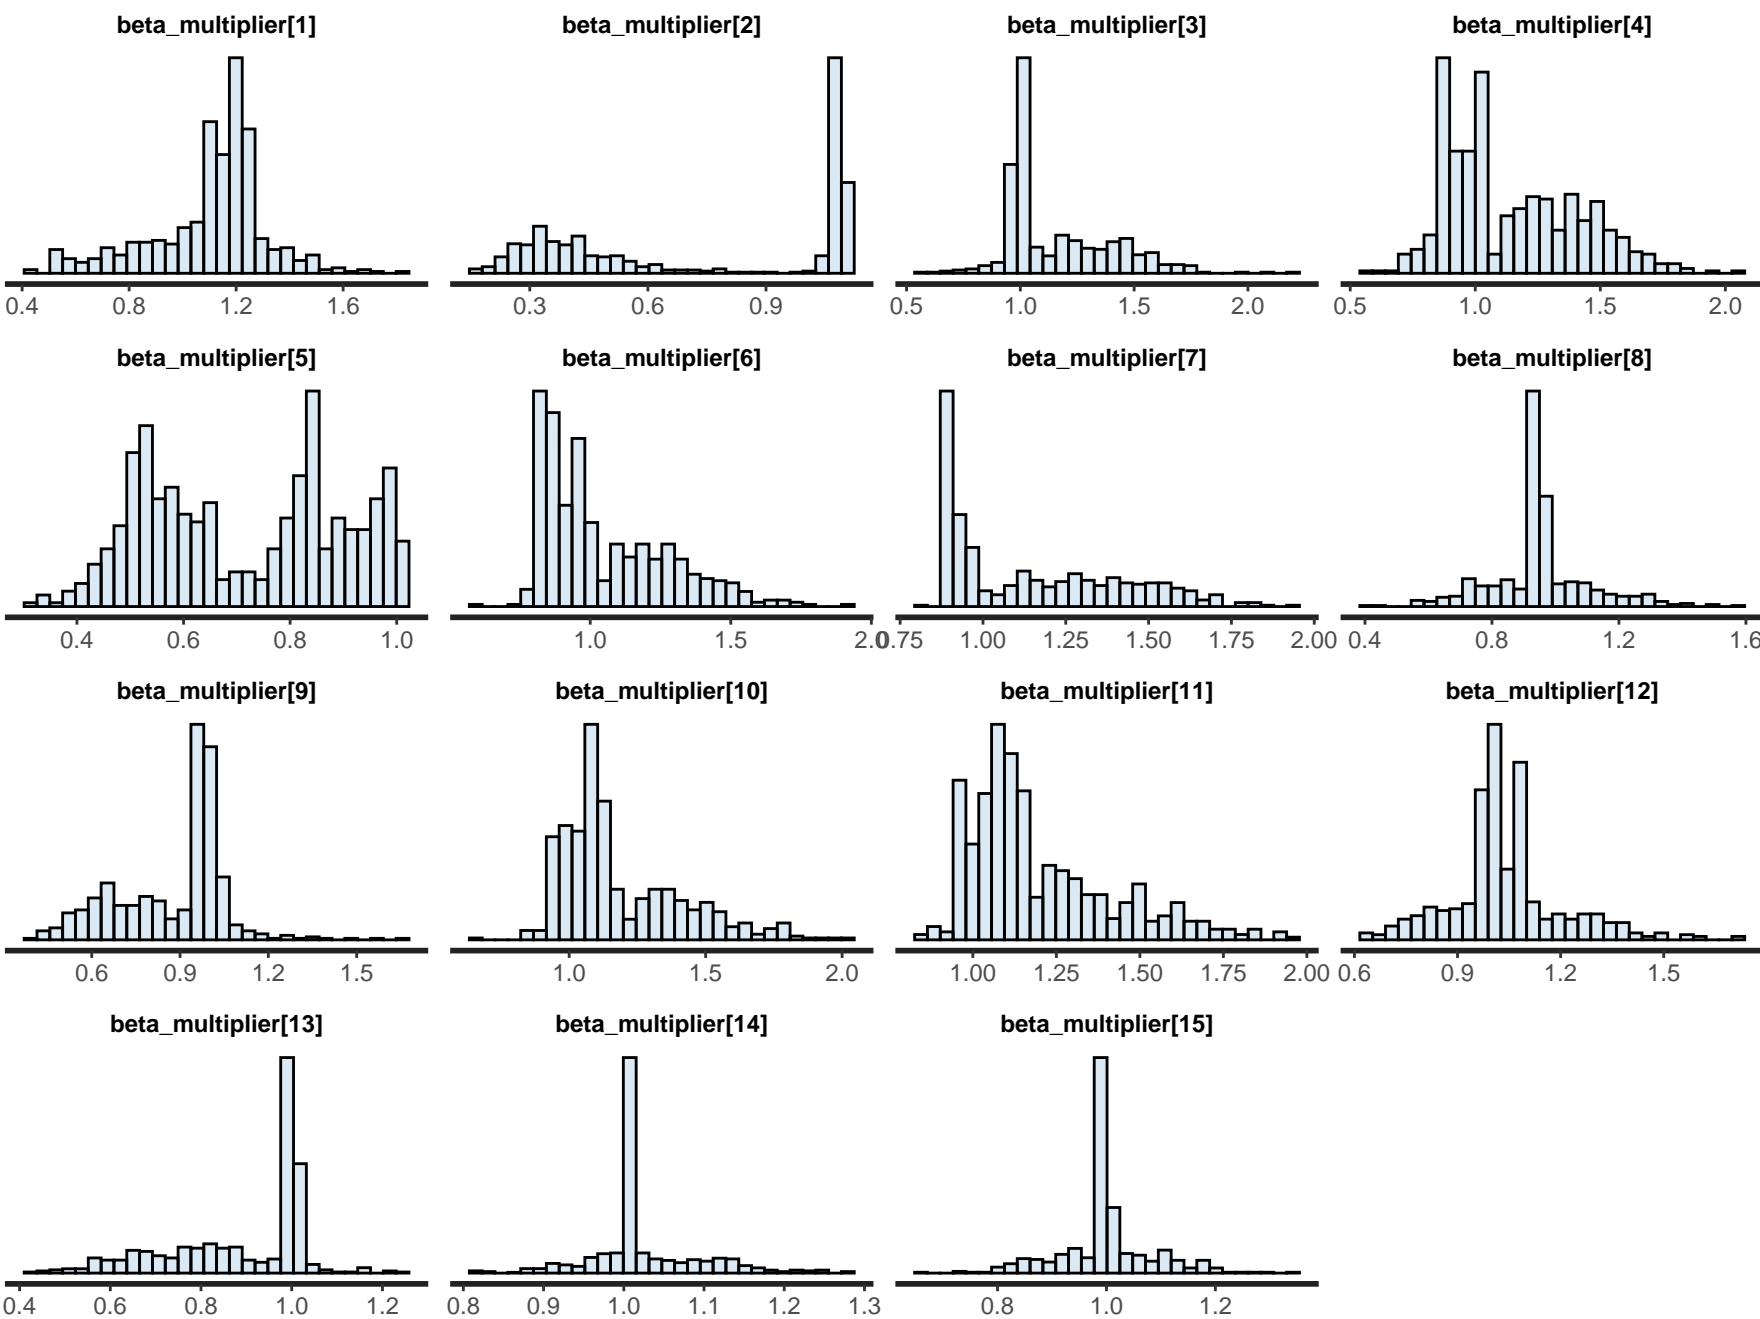 beta_multiplier[1] beta_multiplier[2] beta_multiplier[3] beta_multiplier[4]
0.4 0.8 1.2 1.6 0.3 0.6 0.9 0.5 1.0 1.5 2.0 0.5 1.0 1.5 2.0
beta_multiplier[5] beta_multiplier[6] beta_multiplier[7] beta_multiplier[8]
0.4 0.6 0.8 1.0 1.0 1.5 2.0 0.75 1.00 1.25 1.50 1.75 2.00 0.4 0.8 1.2 1.6
beta_multiplier[9] beta_multiplier[10] beta_multiplier[11] beta_multiplier[12]
0.6 0.9 1.2 1.5 1.0 1.5 2.0 1.00 1.25 1.50 1.75 2.00 0.6 0.9 1.2 1.5
beta_multiplier[13] beta_multiplier[14] beta_multiplier[15]
0.4 0.6 0.8 1.0 1.2 0.8 0.9 1.0 1.1 1.2 1.3 0.8 1.0 1.2